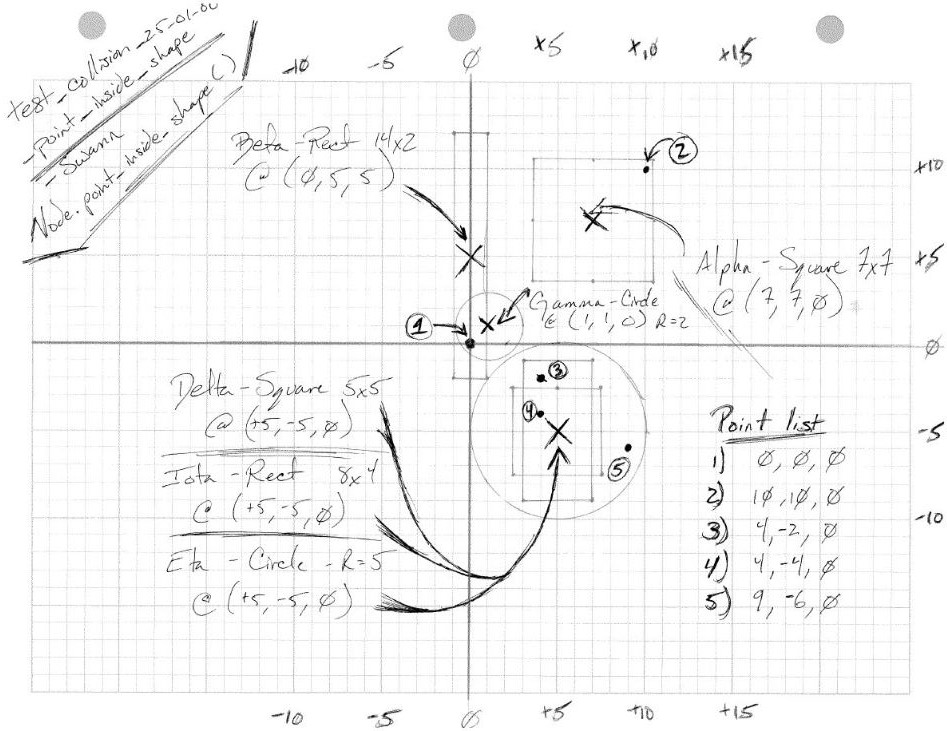 test_collision_25-01-06
-point_inside_shape
-Swann
Node.point_inside_shape()
-10 -5 Ø +5 +10 +15
Beta-Rect 14x2
@ (Ø,5,5)
②
+10
+5
Alpha-Square 7x7
@ (7,7,Ø)
Gamma-Circle
@ (1,1,0) R=2
①
Ø
③
④
⑤
Delta-Square 5x5
@ (+5,-5,Ø)
Iota-Rect 8x4
@ (+5,-5,Ø)
Eta-Circle-R=5
@ (+5,-5,Ø)
Point list
1) Ø,Ø,Ø
2) 1Ø,1Ø,Ø
3) 4,-2,Ø
4) 4,-4,Ø
5) 9,-6,Ø
-5
-10
-10 -5 Ø +5 +10 +15